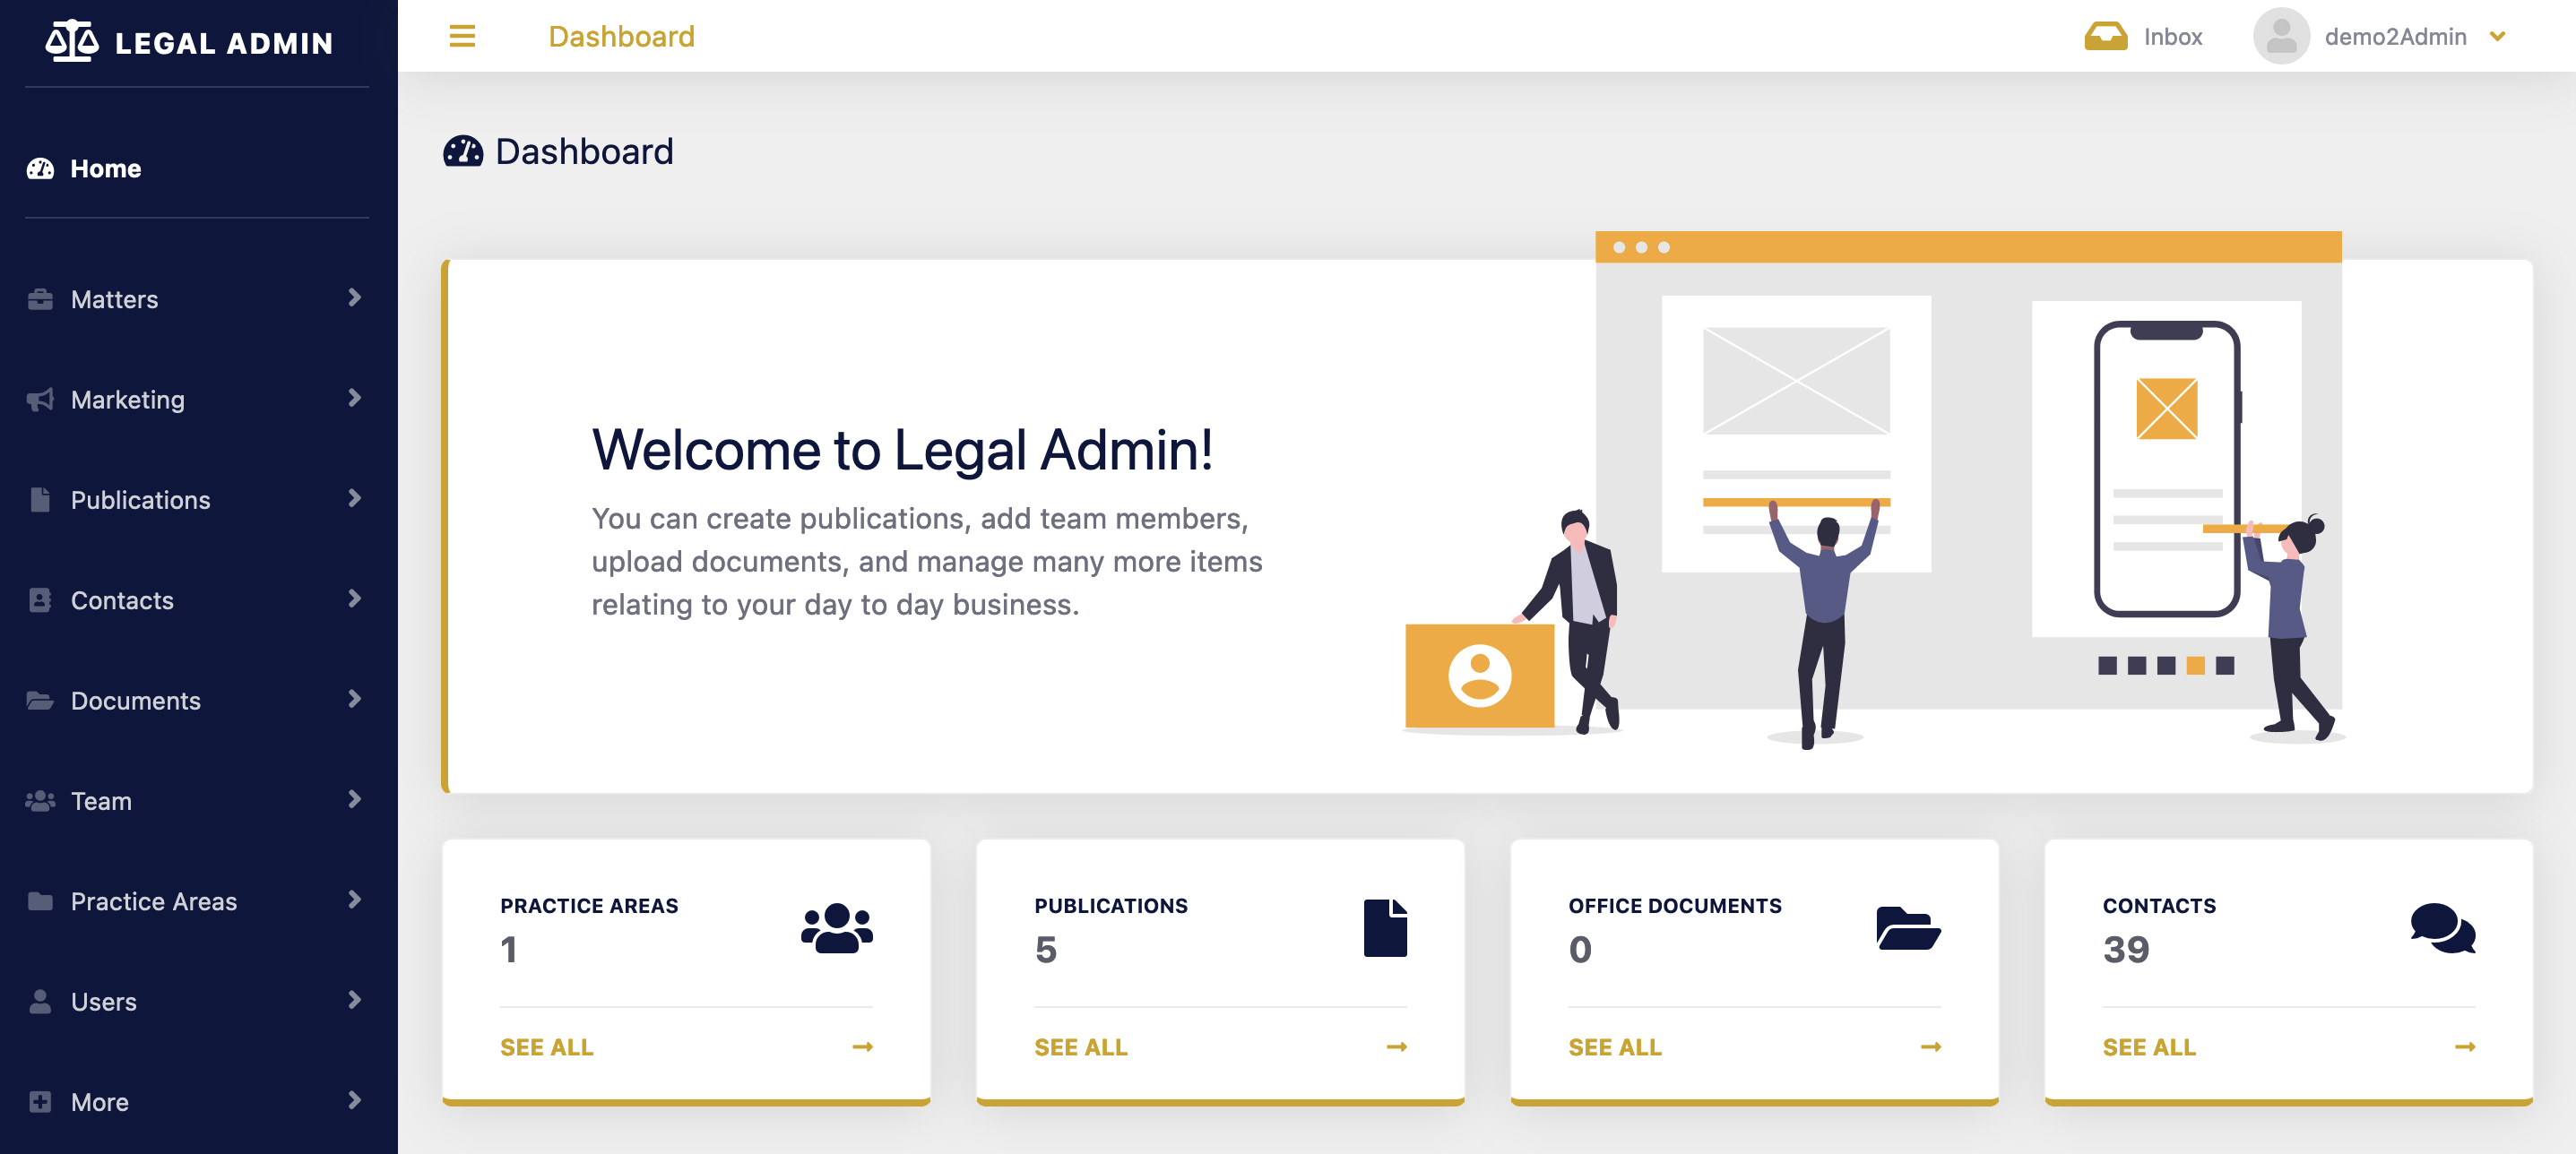 LEGAL ADMIN
Dashboard
Inbox
demo2Admin
Home
Matters
Marketing
Publications
Contacts
Documents
Team
Practice Areas
Users
More
Dashboard
Welcome to Legal Admin!
You can create publications, add team members,
upload documents, and manage many more items
relating to your day to day business.
PRACTICE AREAS
1
SEE ALL
PUBLICATIONS
5
SEE ALL
OFFICE DOCUMENTS
0
SEE ALL
CONTACTS
39
SEE ALL